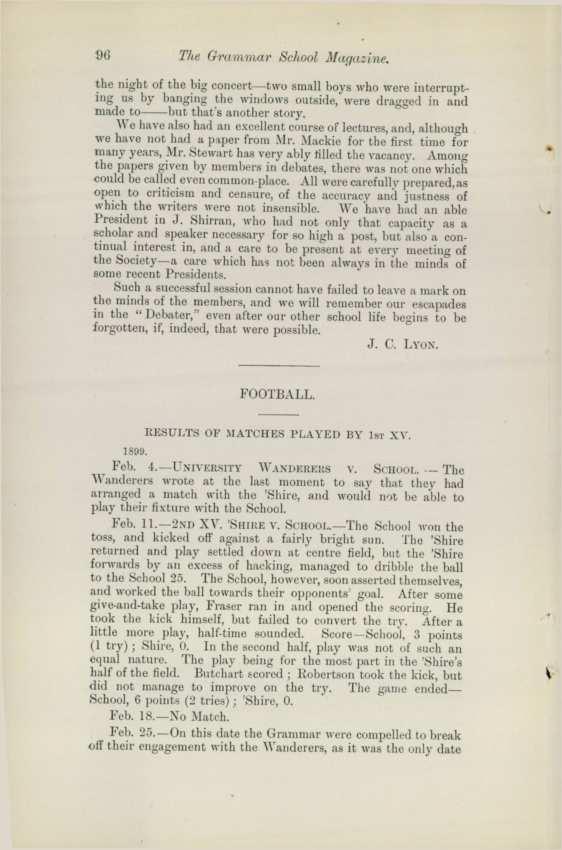 96 The Grammar School Magazine.
the night of the big concert—two small boys who were interrupt-
ing us by banging the windows outside, were dragged in and
made to——but that's another story.
We have also had an excellent course of lectures, and, although
we have not had a paper from Mr. Mackie for the first time for
many years, Mr. Stewart has very ably filled the vacancy. Among
the papers given by members in debates, there was not one which
could be called even common-place. All were carefully prepared, as
open to criticism and censure, of the accuracy and justness of
which the writers were not insensible. We have had an able
President in J. Shirran, who had not only that capacity as a
scholar and speaker necessary for so high a post, but also a con-
tinual interest in, and a care to be present at every meeting of
the Society—a care which has not been always in the minds of
some recent Presidents.
Such a successful session cannot have failed to leave a mark on
the minds of the members, and we will remember our escapades
in the "Debater," even after our other school life begins to be
forgotten, if, indeed, that were possible.
J. C. Lyon.
FOOTBALL.
RESULTS OF MATCHES PLAYED BY 1st XV.
1899.
Feb. 4.—University Wanderers v. School. — The
Wanderers wrote at the last moment to say that they had
arranged a match with the 'Shire, and would not be able to
play their fixture with the School.
Feb. 11.—2nd XV. 'Shire v. School.—The School won the
toss, and kicked off against a fairly bright sun. The 'Shire
returned and play settled down at centre field, but the 'Shire
forwards by an excess of hacking, managed to dribble the ball
to the School 25. The School, however, soon asserted themselves,
and worked the ball towards their opponents' goal. After some
give-and-take play, Fraser ran in and opened the scoring. He
took the kick himself, but failed to convert the try. After a
little more play, half-time sounded. Score—School, 3 points
(1 try) ; Shire, 0. In the second half, play was not of such an
equal nature. The play being for the most part in the 'Shire's
half of the field. Butchart scored ; Robertson took the kick, but
did not manage to improve on the try. The game ended—
School, 6 points (2 tries) ; 'Shire, 0.
Feb. 18.—No Match.
Feb. 25.—On this date the Grammar were compelled to break
off their engagement with the Wanderers, as it was the only date